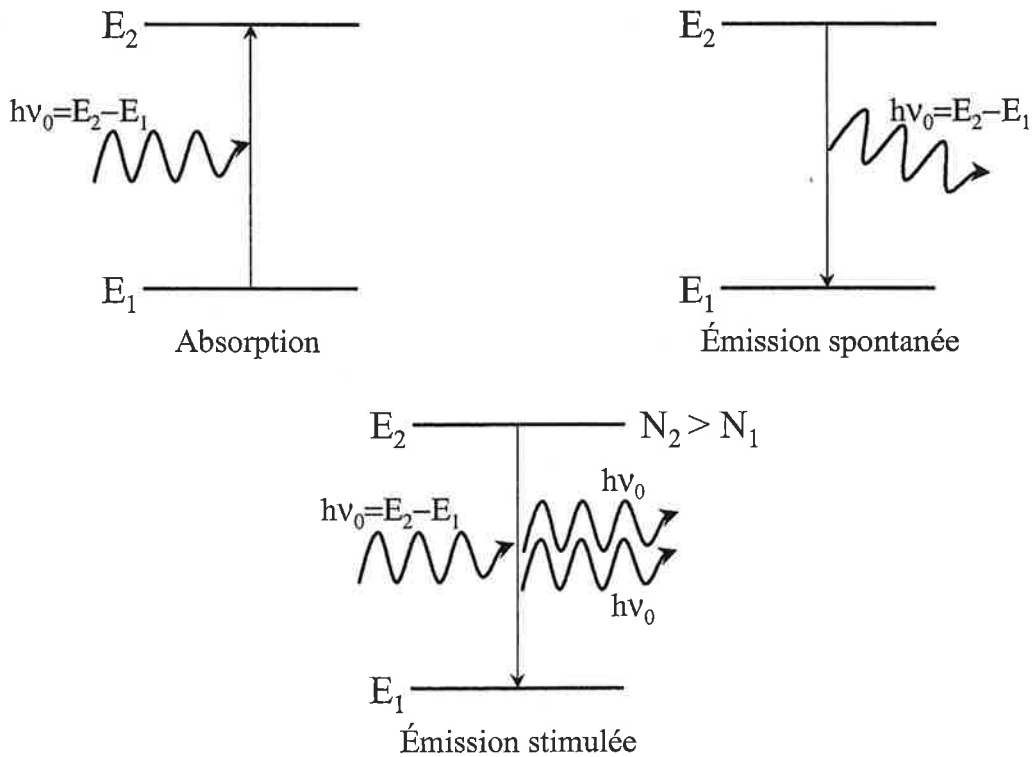 E₂
hν₀=E₂−E₁
E₁
Absorption
E₂
hν₀=E₂−E₁
E₁
Émission spontanée
E₂
N₂ > N₁
hν₀
hν₀=E₂−E₁
hν₀
E₁
Émission stimulée